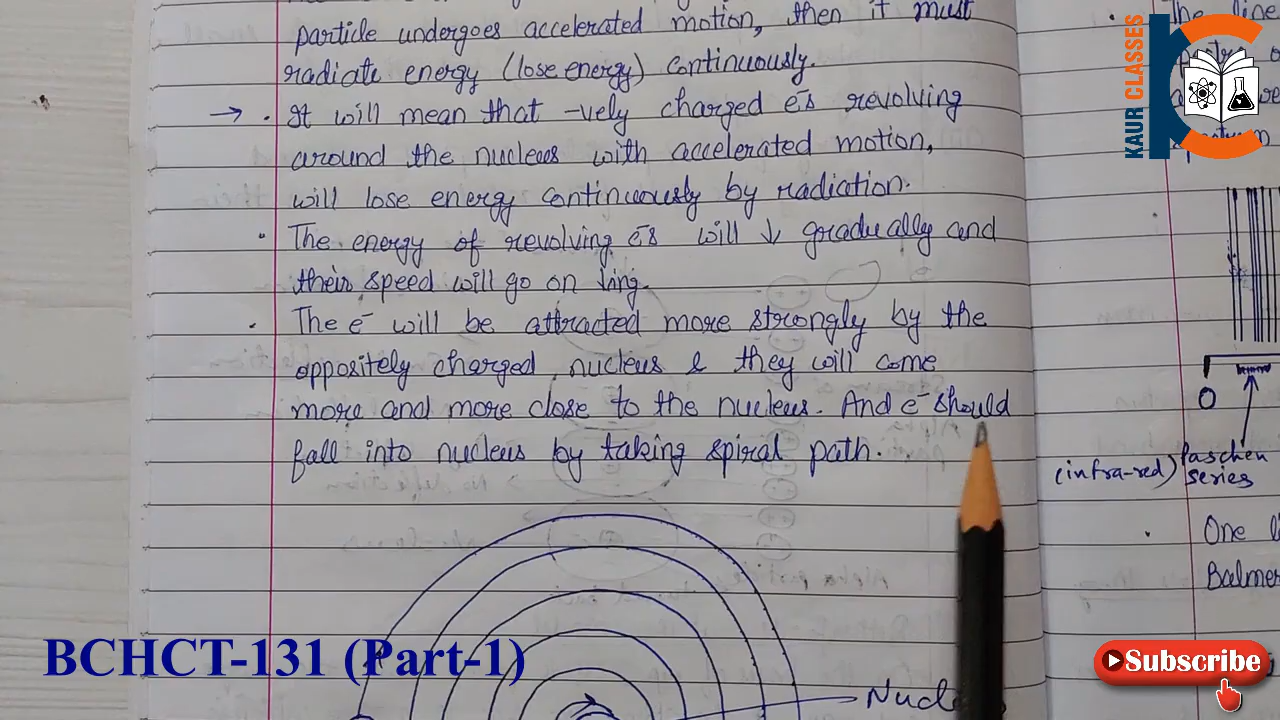 particle undergoes accelerated motion, then it must
radiate energy (lose energy) continuously.
→ • It will mean that -vely charged e⁻s revolving
around the nucleus with accelerated motion,
will lose energy continuously by radiation.
• The energy of revolving e⁻s will ↓ gradually and
their speed will go on ↓ing.
• The e⁻ will be attracted more strongly by the
oppositely charged nucleus & they will come
more and more close to the nucleus. And e⁻ should
fall into nucleus by taking spiral path.
• The line
O
(infra-red) Paschen
series
• One
Balmer
KAUR CLASSES
BCHCT-131 (Part-1)
Subscribe